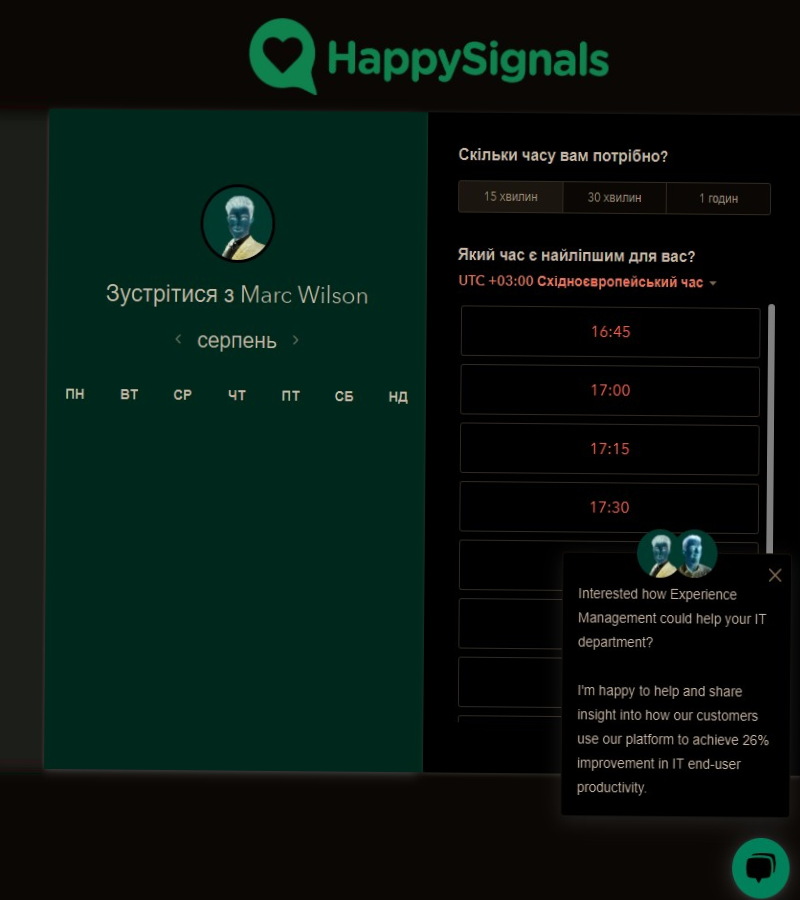 HappySignals
Зустрітися з Marc Wilson
серпень
ПН ВТ СР ЧТ ПТ СБ НД
Скільки часу вам потрібно?
15 хвилин 30 хвилин 1 годин
Який час є найліпшим для вас?
UTC +03:00 Східноєвропейський час
16:45
17:00
17:15
17:30
Interested how Experience
Management could help your IT
department?
I'm happy to help and share
insight into how our customers
use our platform to achieve 26%
improvement in IT end-user
productivity.